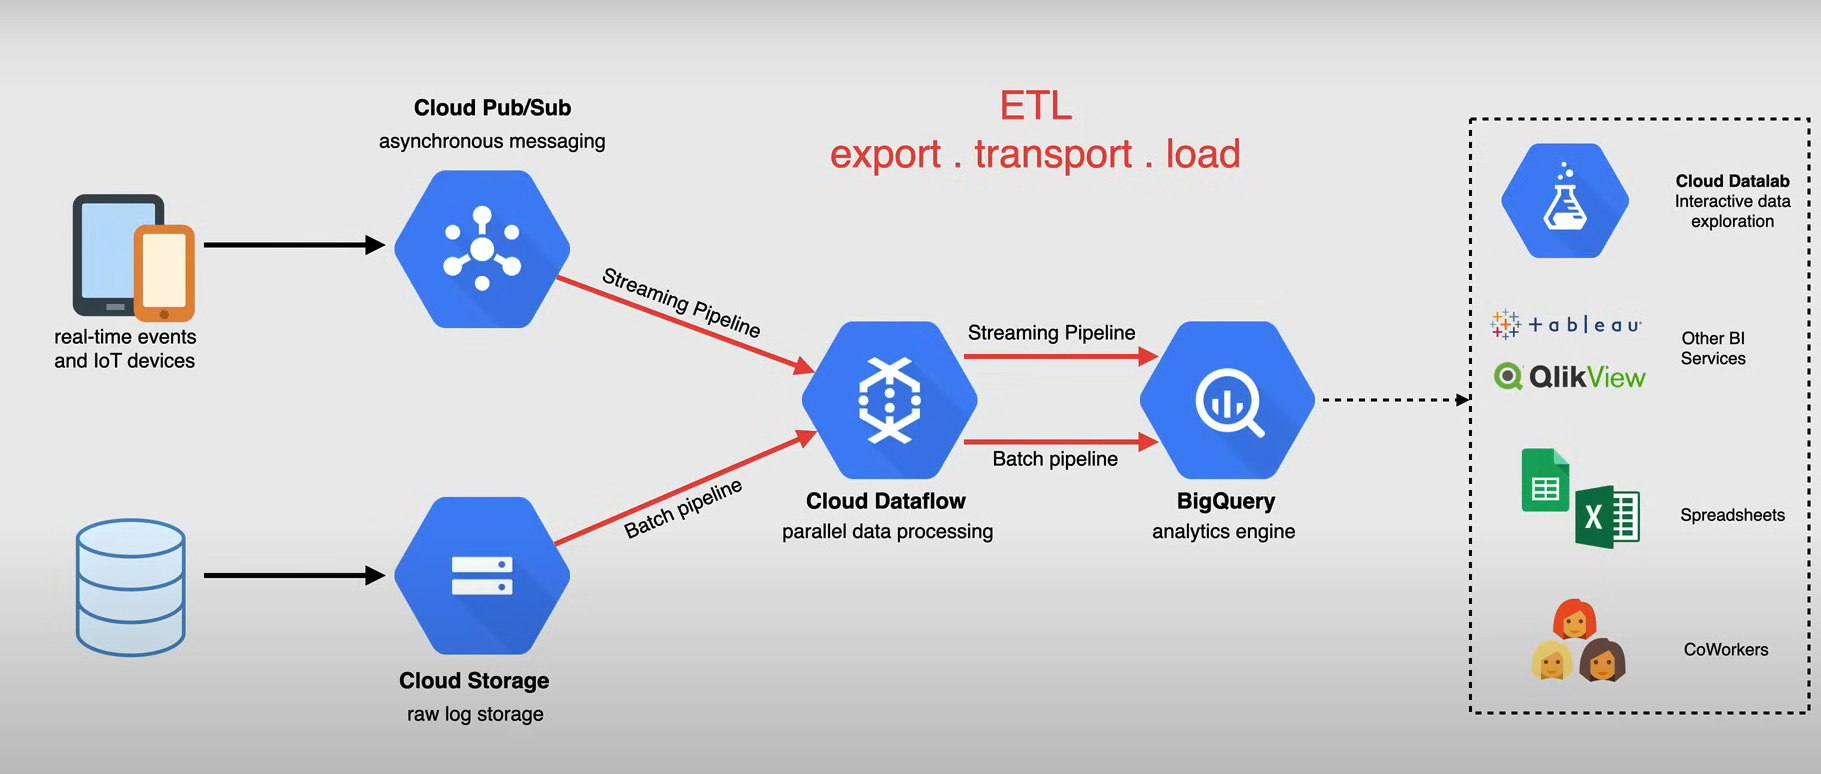 ETL
export . transport . load
Cloud Pub/Sub
asynchronous messaging
real-time events
and IoT devices
Streaming Pipeline
Batch pipeline
Cloud Storage
raw log storage
Cloud Dataflow
parallel data processing
Streaming Pipeline
Batch pipeline
BigQuery
analytics engine
Cloud Datalab
Interactive data
exploration
+ableau
Other BI
Services
QlikView
X
Spreadsheets
CoWorkers